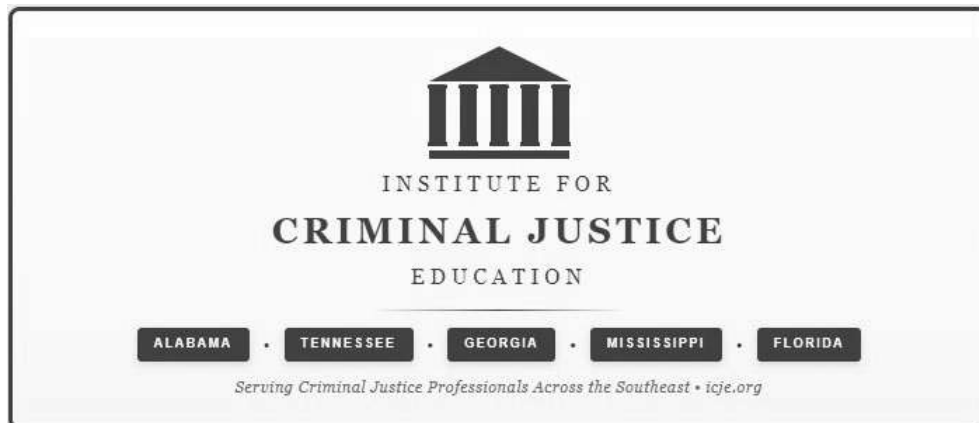 INSTITUTE FOR
CRIMINAL JUSTICE
EDUCATION
ALABAMA • TENNESSEE • GEORGIA • MISSISSIPPI • FLORIDA
Serving Criminal Justice Professionals Across the Southeast • icje.org